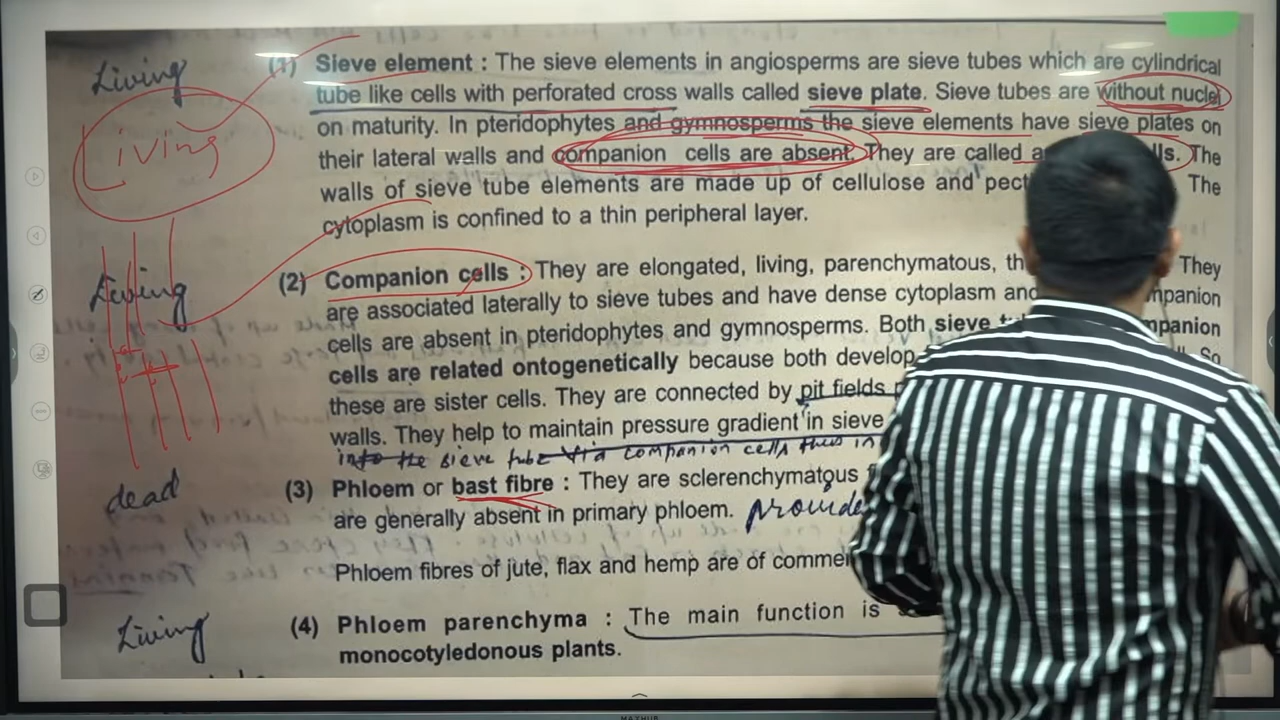 Living
(1) Sieve element : The sieve elements in angiosperms are sieve tubes which are cylindrical
tube like cells with perforated cross walls called sieve plate. Sieve tubes are without nuclei
Living
on maturity. In pteridophytes and gymnosperms the sieve elements have sieve plates on
their lateral walls and companion cells are absent. They are called The
walls of sieve tube elements are made up of cellulose and The
cytoplasm is confined to a thin peripheral layer.
Living
(2) Companion cells : They are elongated, living, parenchymatous, They
are associated laterally to sieve tubes and have dense cytoplasm
cells are absent in pteridophytes and gymnosperms. Both sieve
cells are related ontogenetically because both develop So
these are sister cells. They are connected by pit fields
walls. They help to maintain pressure gradient in sieve
into the sieve tube via companion cells
dead
(3) Phloem or bast fibre : They are sclerenchymatous
are generally absent in primary phloem. provide
Phloem fibres of jute, flax and hemp are of
Living
(4) Phloem parenchyma : The main function is
monocotyledonous plants.
MAXHUB